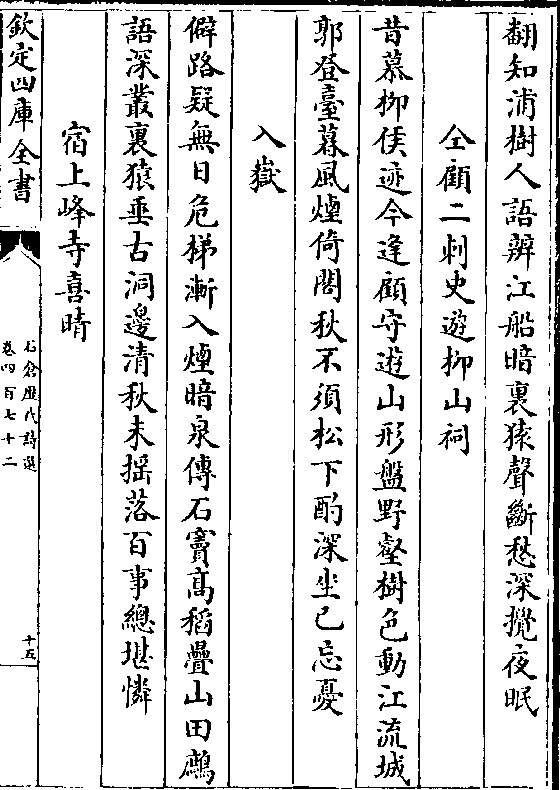 翻知浦樹人語辨江船暗裏猿聲斷愁深攪夜眠
仝顧二刺史遊柳山祠
昔慕柳侯迹今逢顧守遊山形盤野壑樹色動江流城
郭登臺暮風煙倚閣秋不須松下酌深坐已忘憂
入嶽
僻路疑無日危梯漸入煙暗泉傳石竇高稻疊山田鷓
語深叢裏猿垂古洞邊清秋未摇落百事總堪憐
宿上峰寺喜晴
欽定四庫全書
石倉歷代詩選
卷四百七十二
十五